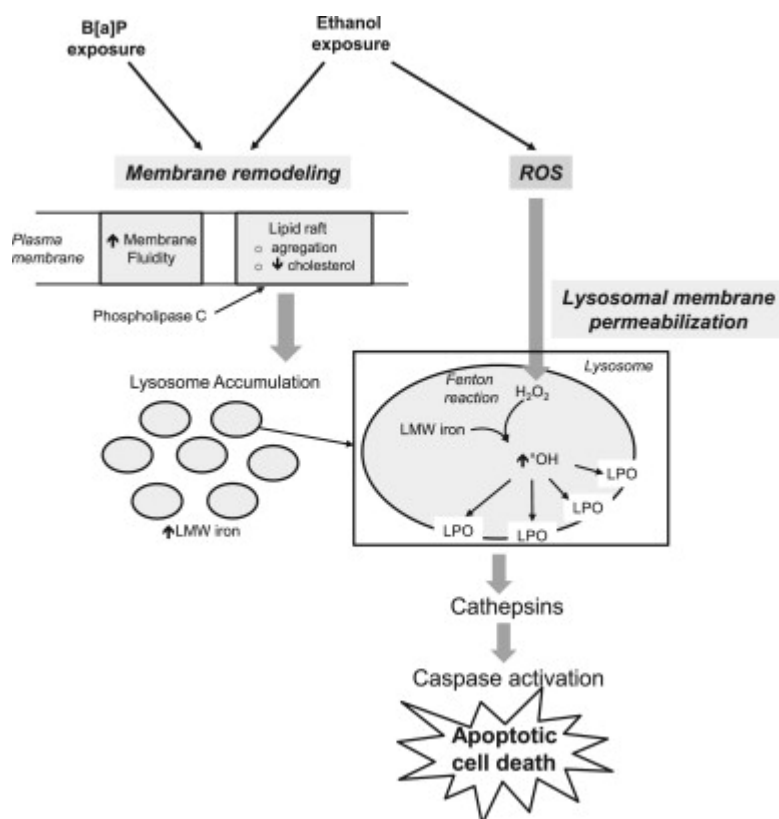 B[a]P
exposure
Ethanol
exposure
Membrane remodeling
ROS
Plasma
membrane
↑ Membrane
Fluidity
Lipid raft
○ agregation
○ ↓ cholesterol
Phospholipase C
Lysosomal membrane
permeabilization
Lysosome Accumulation
↑LMW iron
Lysosome
Fenton
reaction
H₂O₂
LMW iron
↑°OH
LPO
LPO
LPO
LPO
Cathepsins
Caspase activation
Apoptotic
cell death